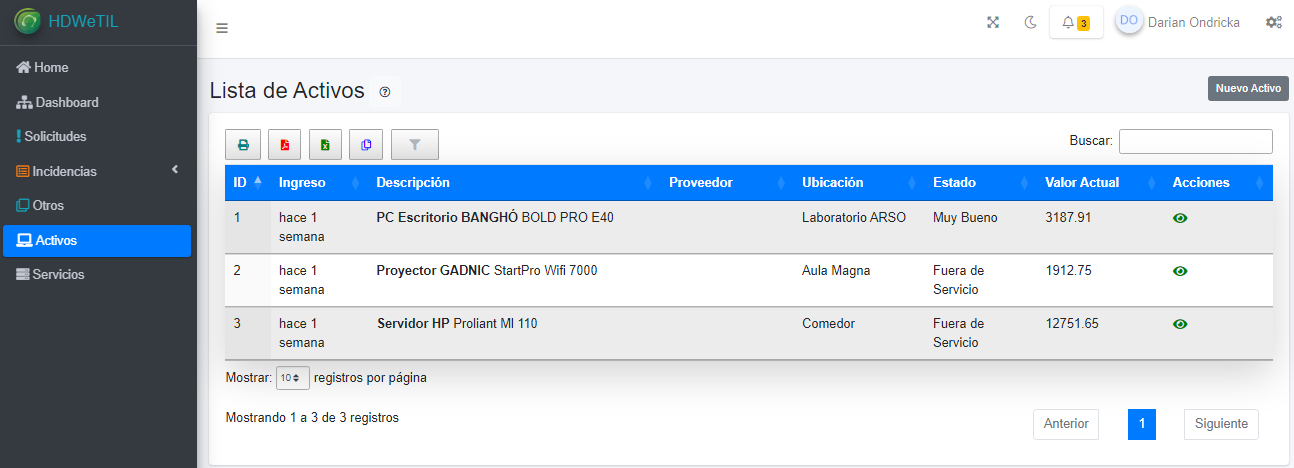 HDWeTIL
3
DO
Darian Ondricka
Home
Dashboard
Solicitudes
Incidencias
Otros
Activos
Servicios
Lista de Activos
Nuevo Activo
Buscar:
ID Ingreso Descripción Proveedor Ubicación Estado Valor Actual Acciones
1 hace 1 PC Escritorio BANGHÓ BOLD PRO E40 Laboratorio ARSO Muy Bueno 3187.91
semana
2 hace 1 Proyector GADNIC StartPro Wifi 7000 Aula Magna Fuera de 1912.75
semana Servicio
3 hace 1 Servidor HP Proliant Ml 110 Comedor Fuera de 12751.65
semana Servicio
Mostrar: 10 registros por página
Mostrando 1 a 3 de 3 registros
Anterior 1 Siguiente